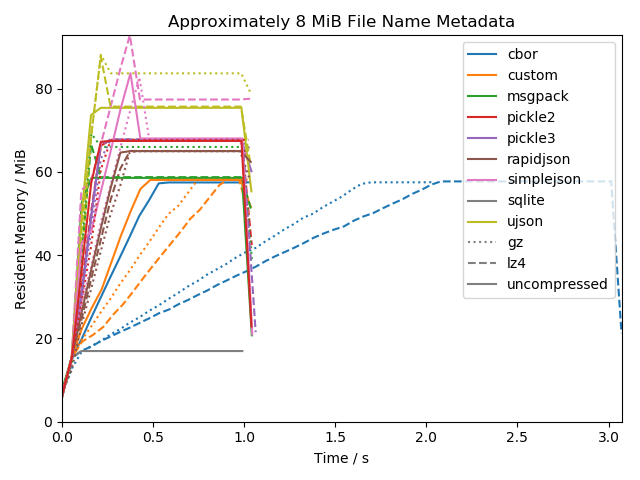 Approximately 8 MiB File Name Metadata
Resident Memory / MiB
80
60
40
20
0
0.0 0.5 1.0 1.5 2.0 2.5 3.0
Time / s
cbor
custom
msgpack
pickle2
pickle3
rapidjson
simplejson
sqlite
ujson
gz
lz4
uncompressed